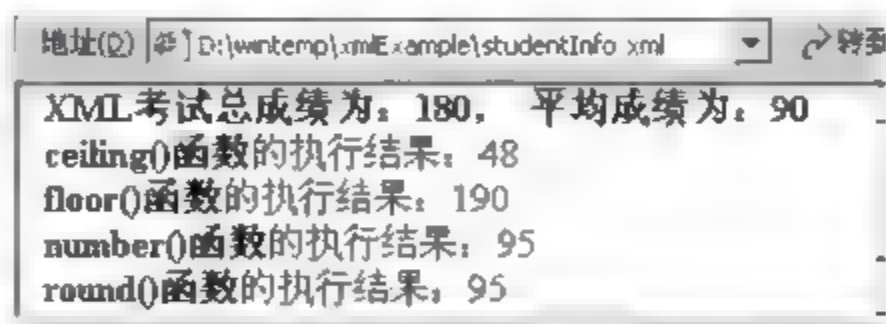 地址(D) D:\wintemp\xmlExample\studentInfo xml 转到
XML考试总成绩为：180， 平均成绩为：90
ceiling()函数的执行结果：48
floor()函数的执行结果：190
number()函数的执行结果：95
round()函数的执行结果：95